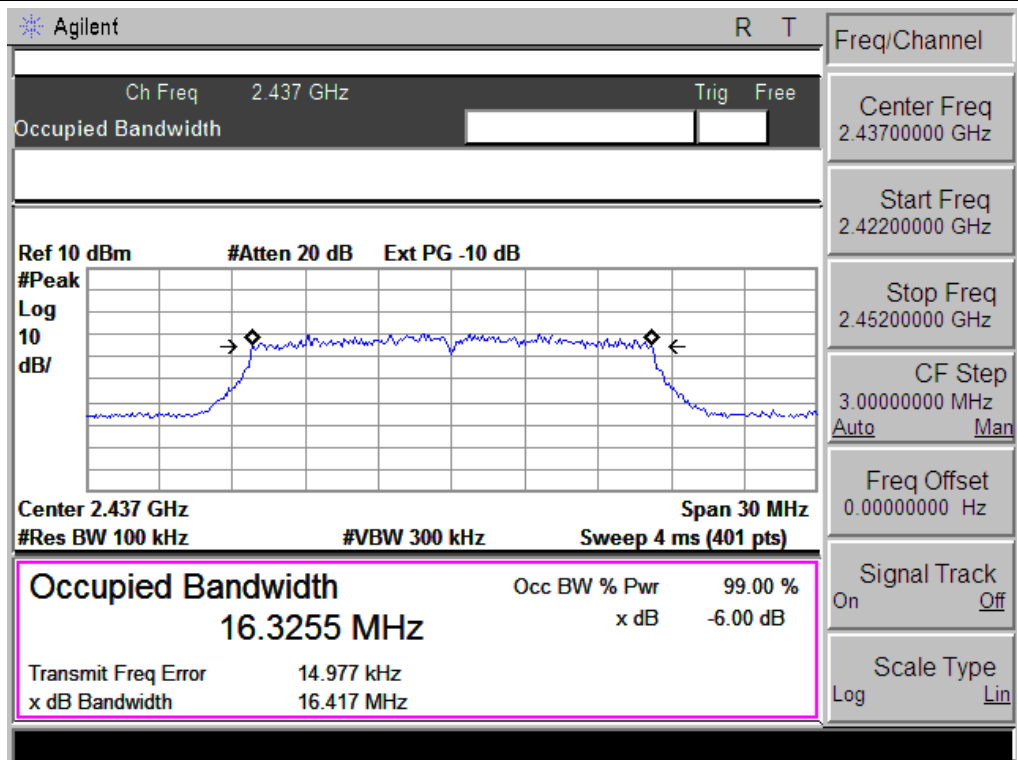 Agilent R T
Ch Freq 2.437 GHz Trig Free
Occupied Bandwidth
Ref 10 dBm #Atten 20 dB Ext PG -10 dB
#Peak
Log
10
dB/
Center 2.437 GHz Span 30 MHz
#Res BW 100 kHz #VBW 300 kHz Sweep 4 ms (401 pts)
Occupied Bandwidth Occ BW % Pwr 99.00 %
16.3255 MHz x dB -6.00 dB
Transmit Freq Error 14.977 kHz
x dB Bandwidth 16.417 MHz
Freq/Channel
Center Freq
2.43700000 GHz
Start Freq
2.42200000 GHz
Stop Freq
2.45200000 GHz
CF Step
3.00000000 MHz
Auto Man
Freq Offset
0.00000000 Hz
Signal Track
On Off
Scale Type
Log Lin